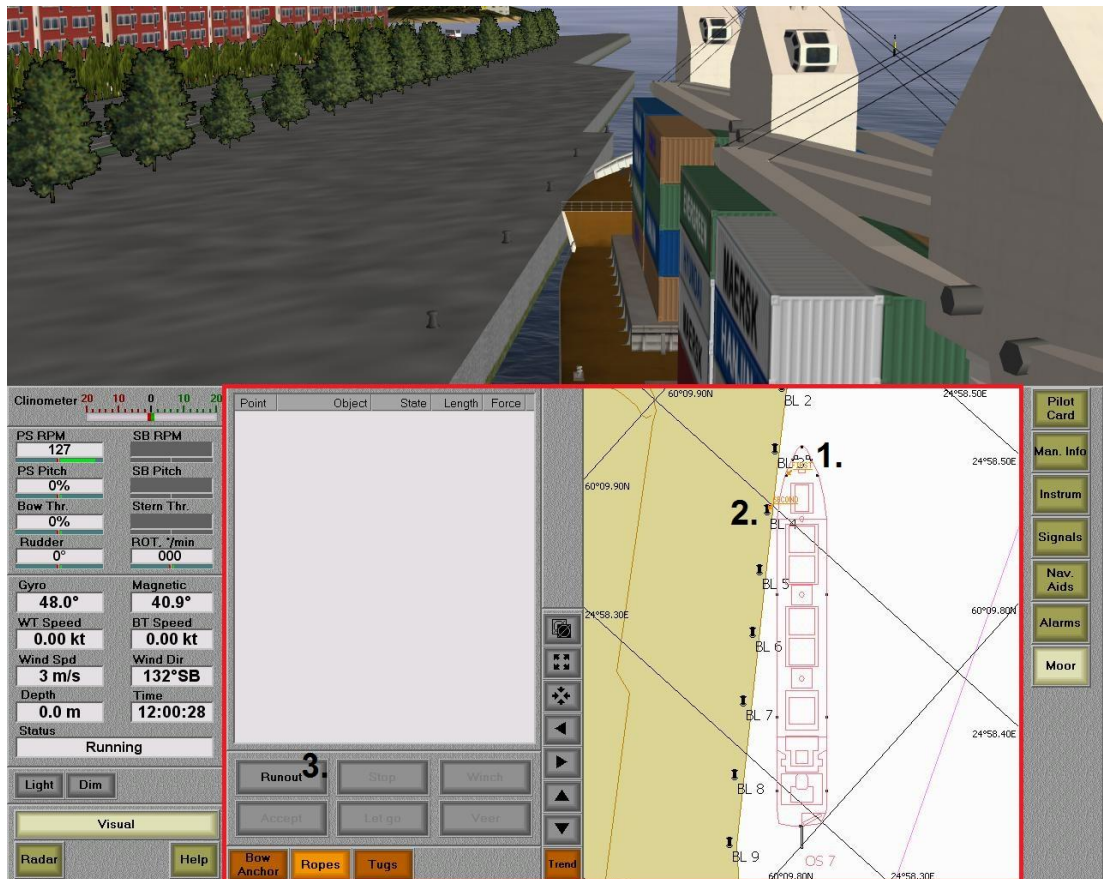 MAERSK
Clinometer 20 10 0 10 20
PS RPM SB RPM
127
PS Pitch SB Pitch
0%
Bow Thr. Stern Thr.
0%
Rudder ROT, °/min
0° 000
Gyro Magnetic
48.0° 40.9°
WT Speed BT Speed
0.00 kt 0.00 kt
Wind Spd Wind Dir
3 m/s 132°SB
Depth Time
0.0 m 12:00:28
Status
Running
Light Dim
Visual
Radar Help
Point Object State Length Force
Runout 3. Stop Winch
Accept Let go Veer
Bow
Anchor
Ropes Tugs
Trend
60°09.90N BL 2 24°58.50E
BL 3 1. 24°58.50E
60°09.90N
SECOND
2. BL 4
BL 5
24°58.30E 60°09.80N
BL 6
BL 7
24°58.40E
BL 8
BL 9 OS 7
60°09.80N 24°58.30E
Pilot
Card
Man. Info
Instrum
Signals
Nav.
Aids
Alarms
Moor